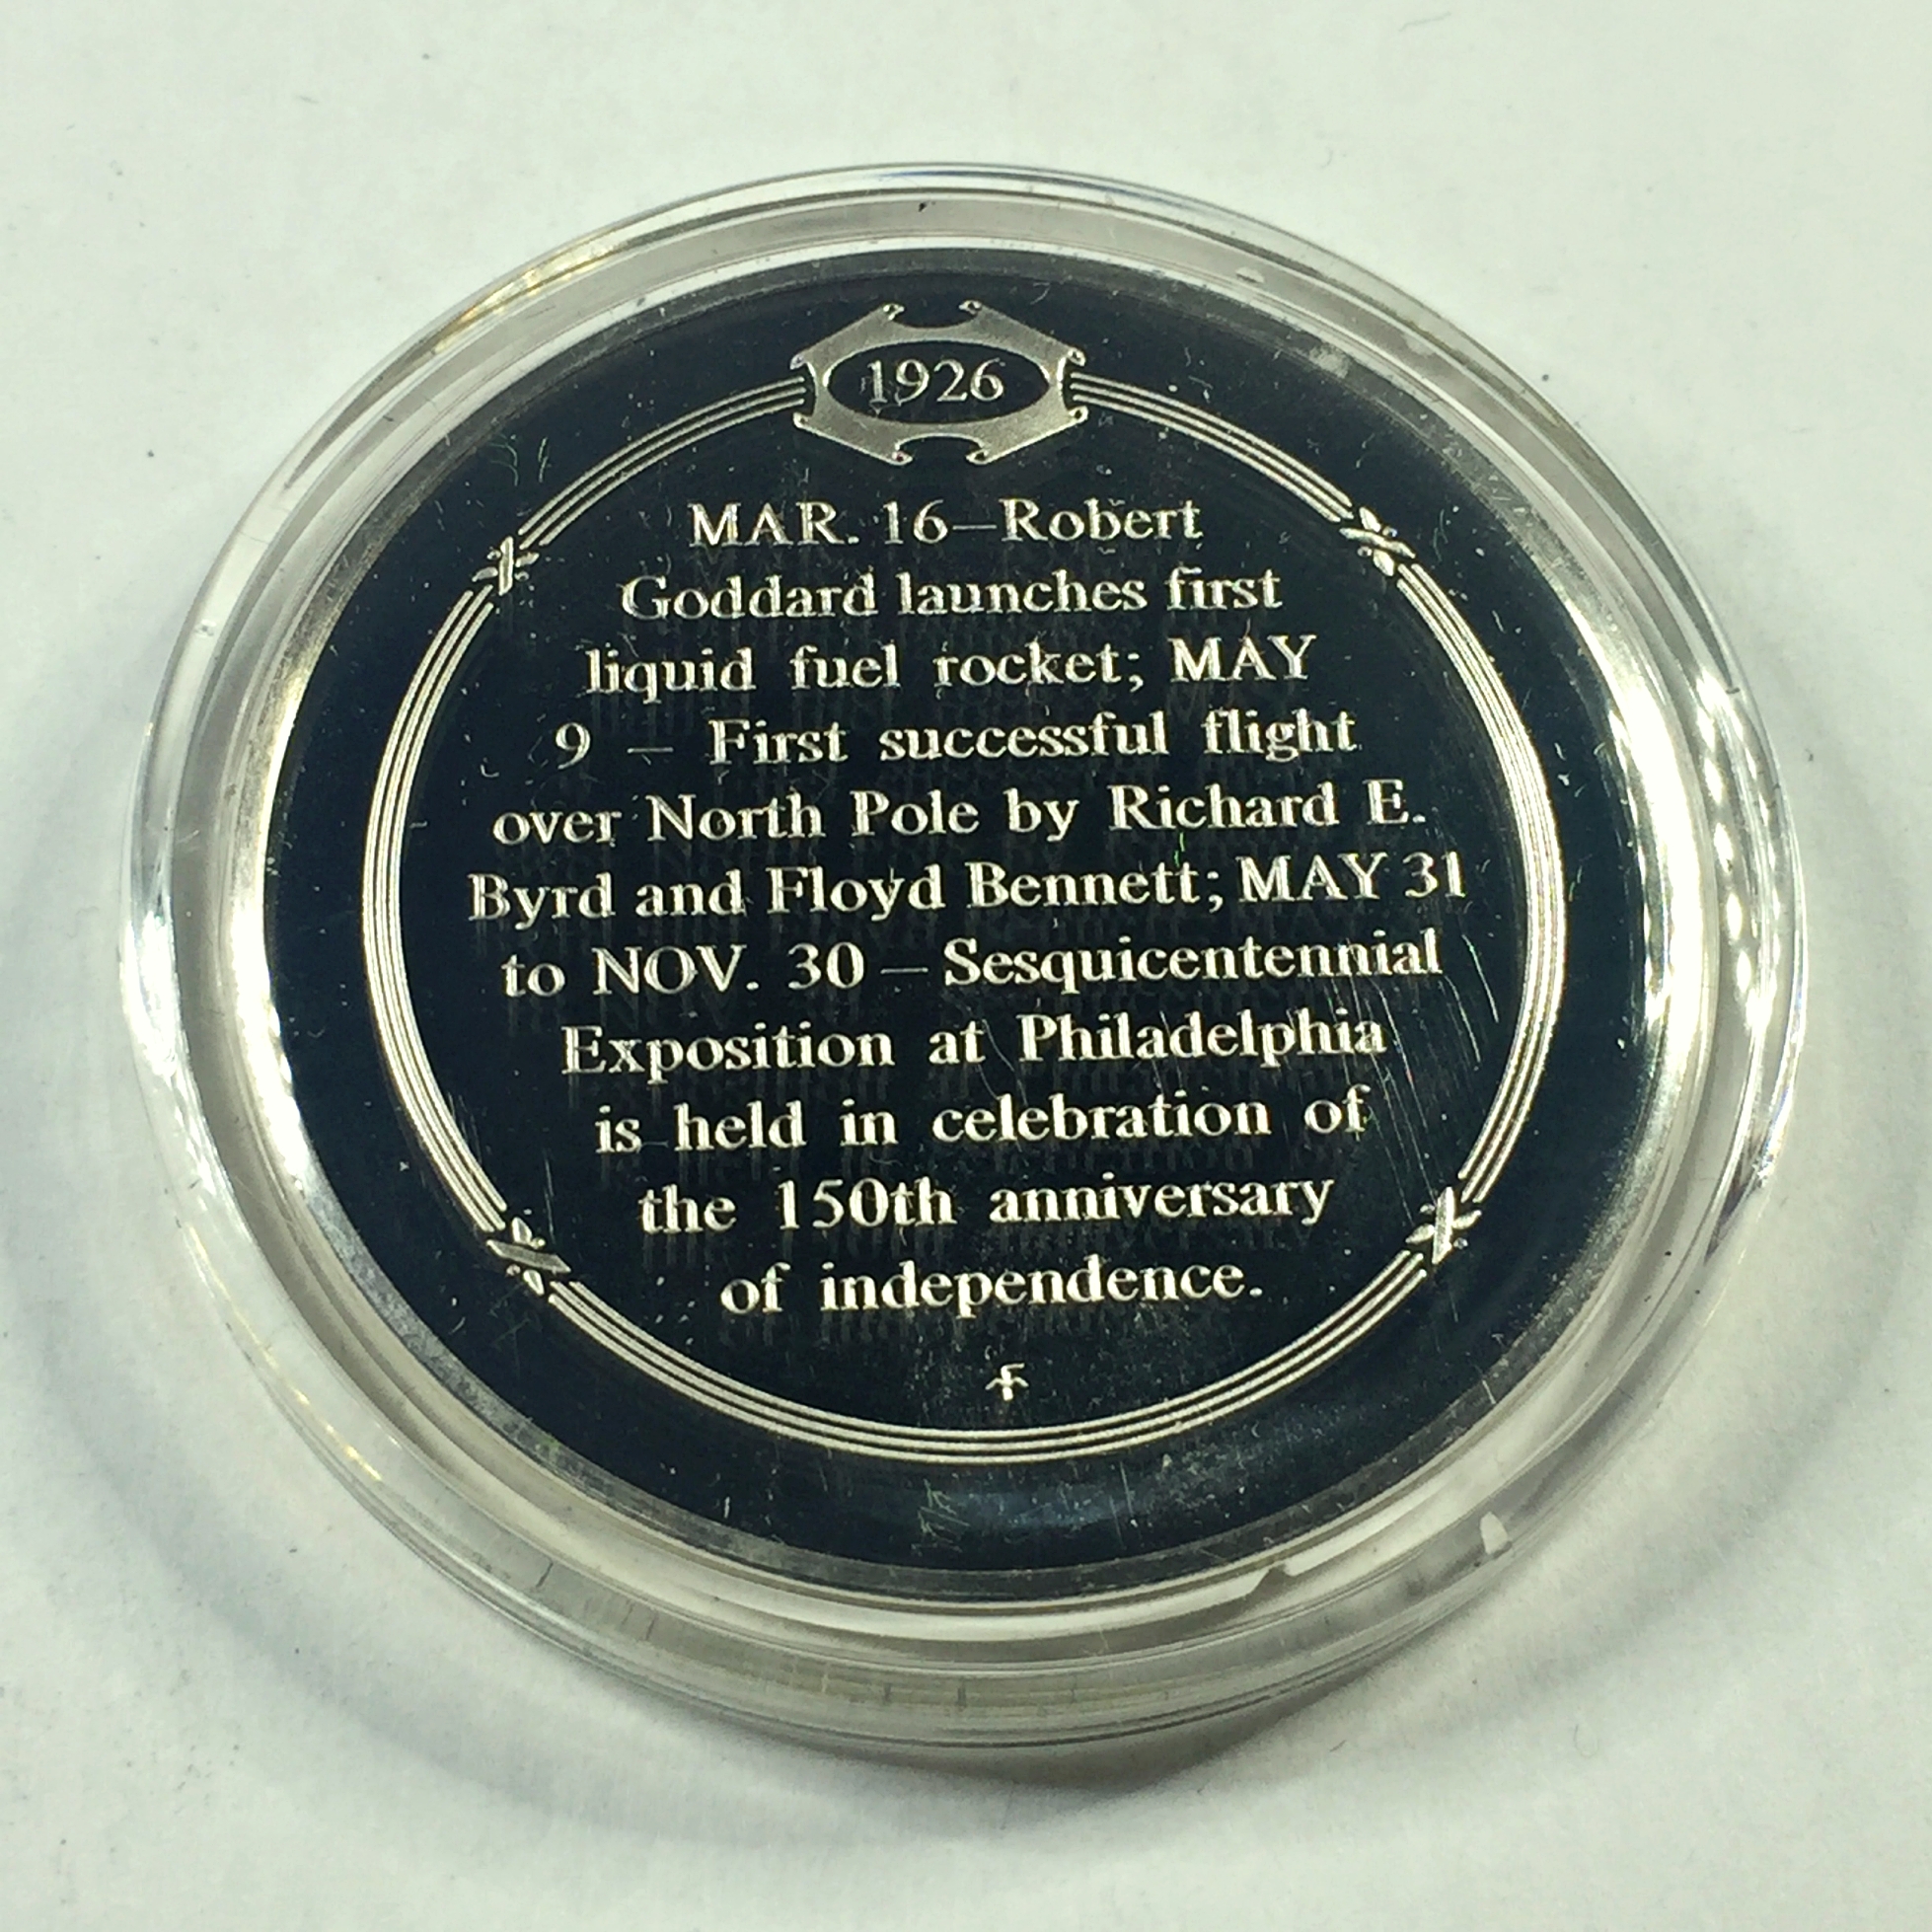 1926
MAR. 16—Robert
Goddard launches first
liquid fuel rocket; MAY
9 — First successful flight
over North Pole by Richard E.
Byrd and Floyd Bennett; MAY 31
to NOV. 30 — Sesquicentennial
Exposition at Philadelphia
is held in celebration of
the 150th anniversary
of independence.